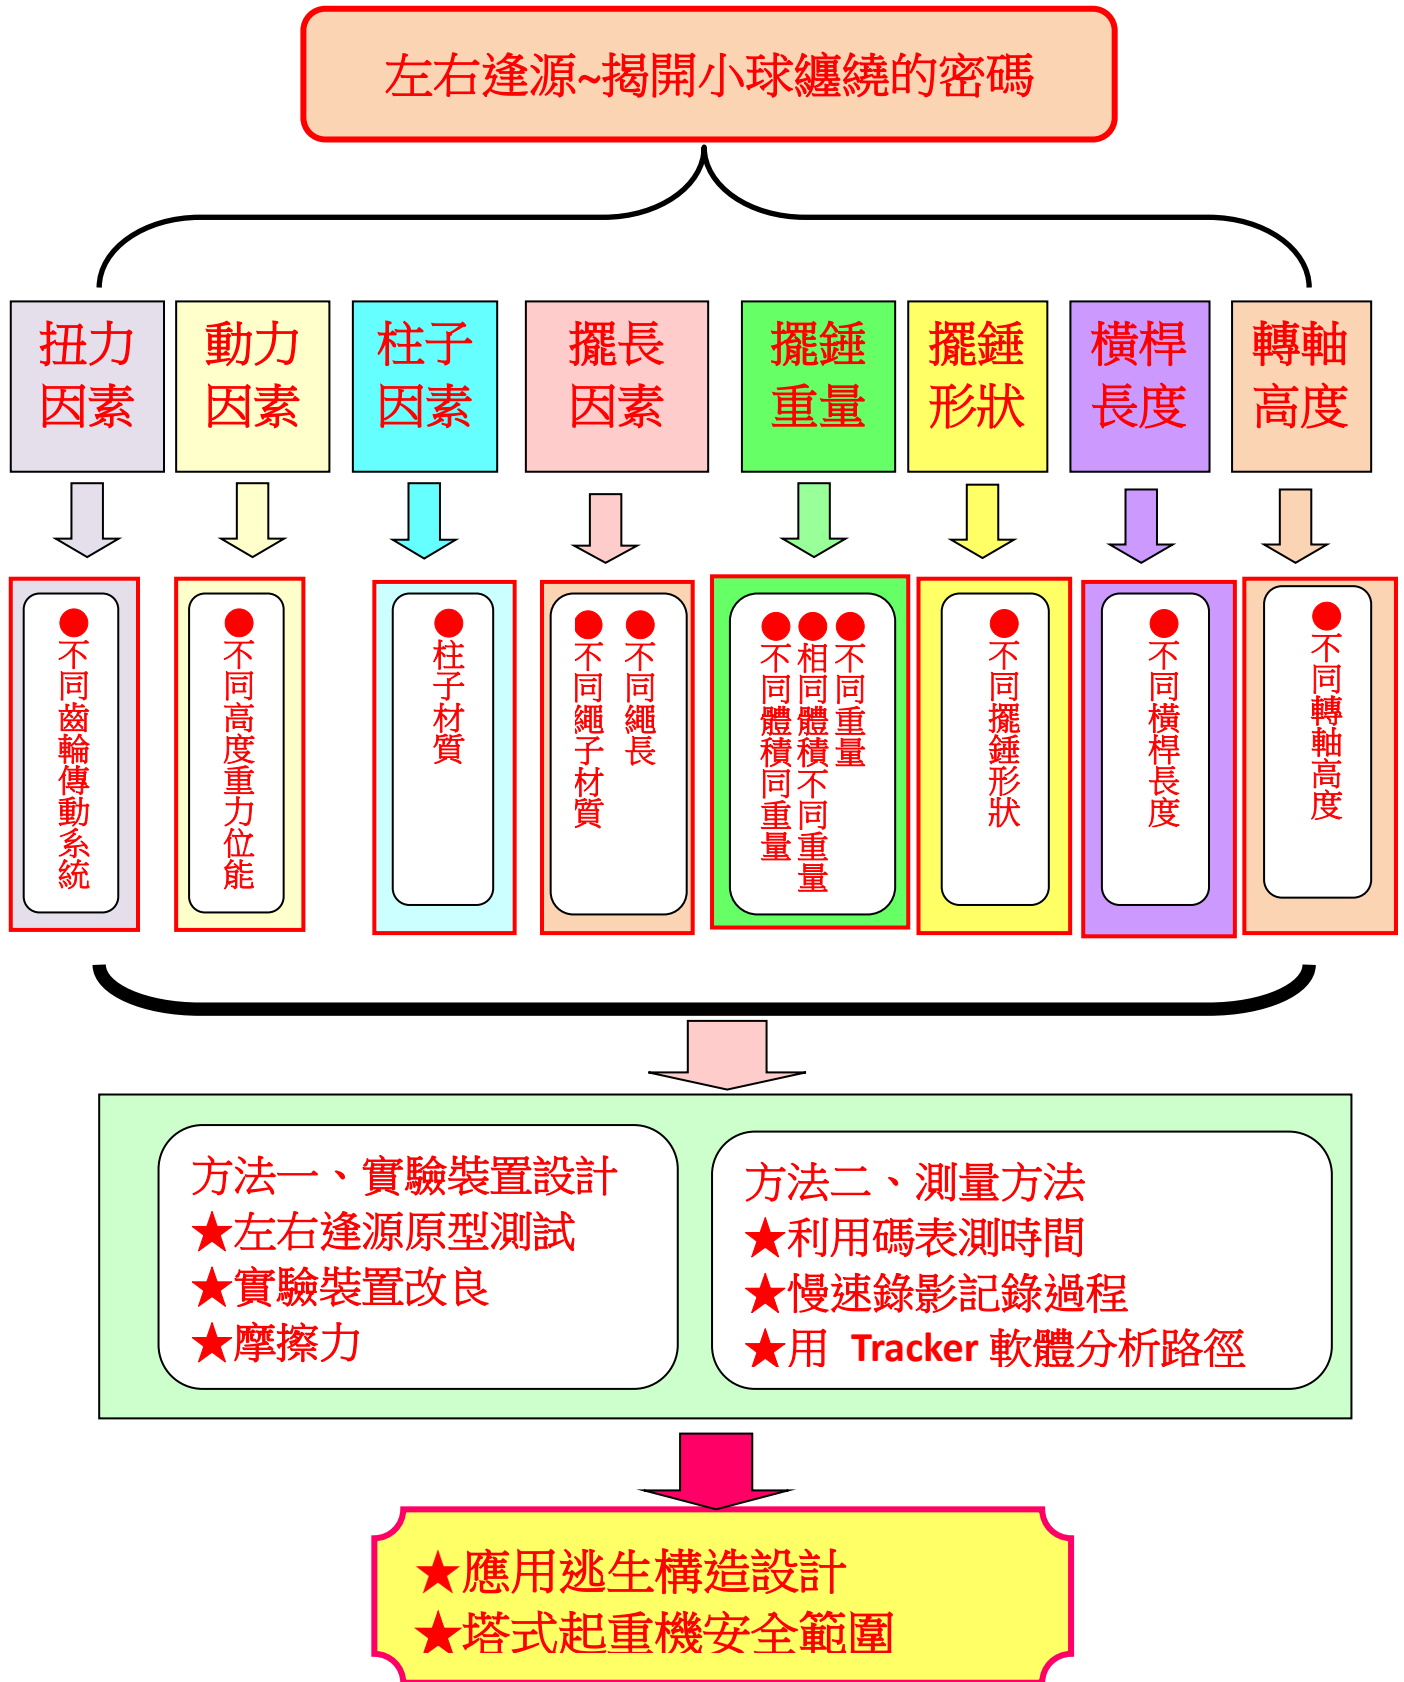 左右逢源~揭開小球纏繞的密碼
扭力
因素
動力
因素
柱子
因素
擺長
因素
擺錘
重量
擺錘
形狀
橫桿
長度
轉軸
高度
●不同齒輪傳動系統
●不同高度重力位能
●柱子材質
●不同繩長
●不同繩子材質
●不同重量
●相同體積不同重量
●不同體積同重量
●不同擺錘形狀
●不同橫桿長度
●不同轉軸高度
方法一、實驗裝置設計
★左右逢源原型測試
★實驗裝置改良
★摩擦力
方法二、測量方法
★利用碼表測時間
★慢速錄影記錄過程
★用 Tracker 軟體分析路徑
★應用逃生構造設計
★塔式起重機安全範圍